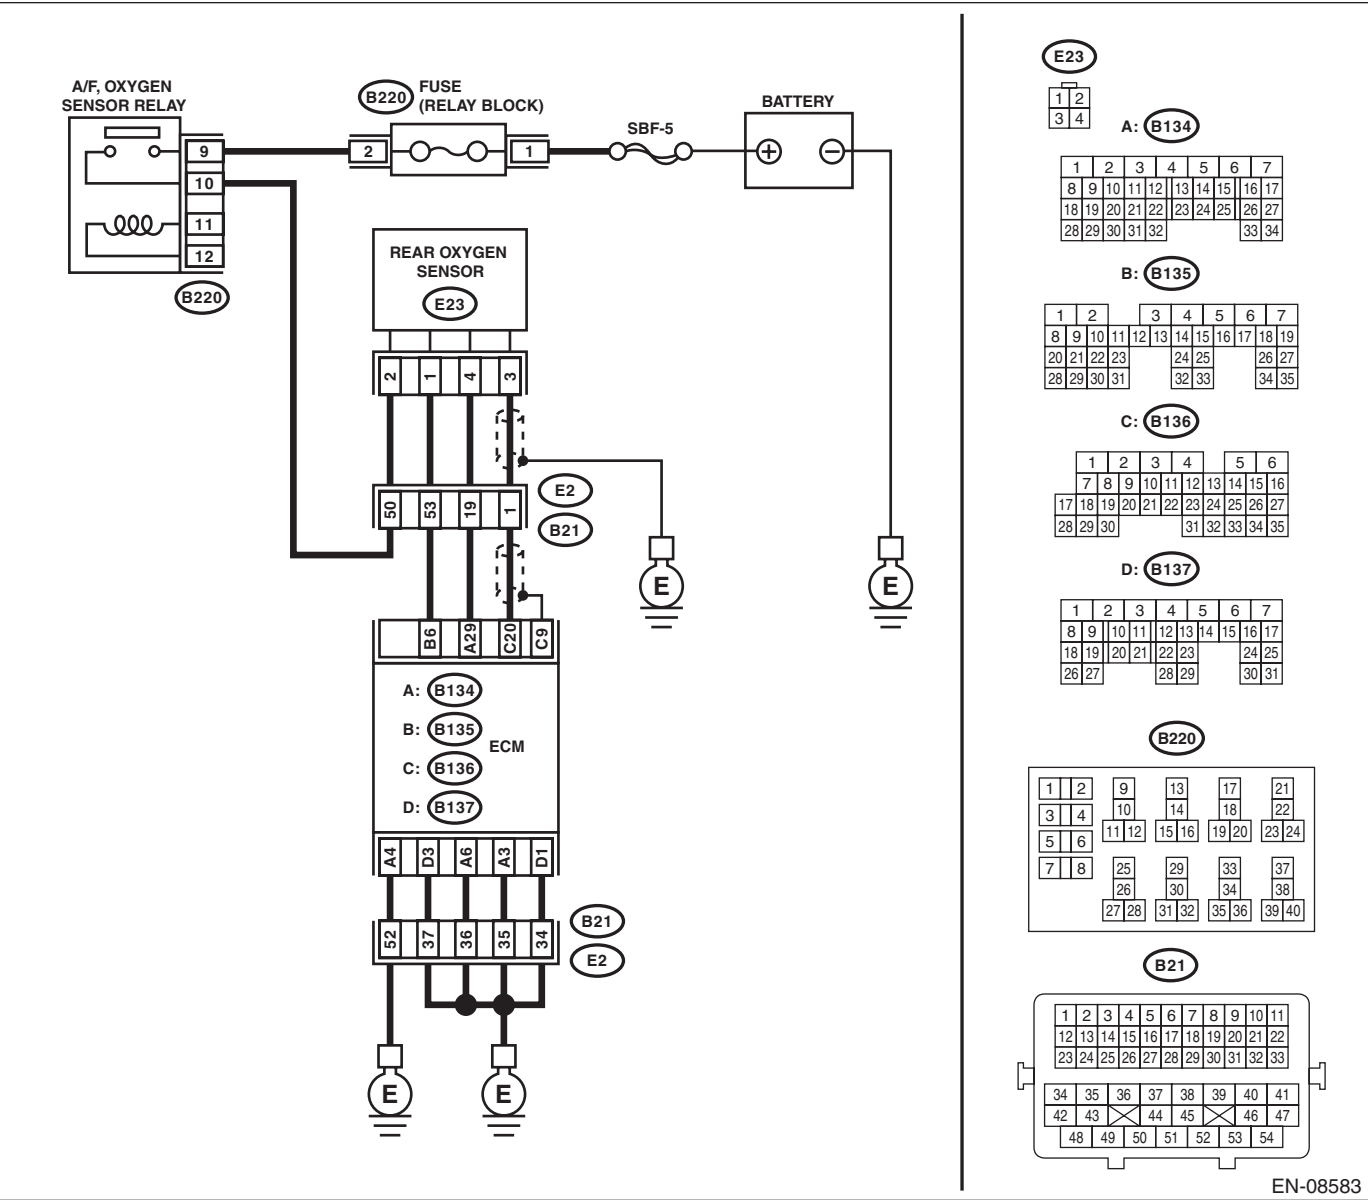 A/F, OXYGEN
SENSOR RELAY
B220
FUSE
(RELAY BLOCK)
SBF-5
BATTERY
9
2
1
+
−
10
11
12
B220
REAR OXYGEN
SENSOR
E23
2 1 4 3
50 53 19 1
E2
B21
E
E
B6 A29 C20 C9
A: B134
B: B135
ECM
C: B136
D: B137
A4 D3 A6 A3 D1
52 37 36 35 34
B21
E2
E
E
E23
1 2
3 4
A: B134
1 2 3 4 5 6 7
8 9 10 11 12 13 14 15 16 17
18 19 20 21 22 23 24 25 26 27
28 29 30 31 32 33 34
B: B135
1 2 3 4 5 6 7
8 9 10 11 12 13 14 15 16 17 18 19
20 21 22 23 24 25 26 27
28 29 30 31 32 33 34 35
C: B136
1 2 3 4 5 6
7 8 9 10 11 12 13 14 15 16
17 18 19 20 21 22 23 24 25 26 27
28 29 30 31 32 33 34 35
D: B137
1 2 3 4 5 6 7
8 9 10 11 12 13 14 15 16 17
18 19 20 21 22 23 24 25
26 27 28 29 30 31
B220
1 2 9 13 17 21
3 4 10 14 18 22
5 6 11 12 15 16 19 20 23 24
7 8 25 29 33 37
26 30 34 38
27 28 31 32 35 36 39 40
B21
1 2 3 4 5 6 7 8 9 10 11
12 13 14 15 16 17 18 19 20 21 22
23 24 25 26 27 28 29 30 31 32 33
34 35 36 37 38 39 40 41
42 43 44 45 46 47
48 49 50 51 52 53 54
EN-08583